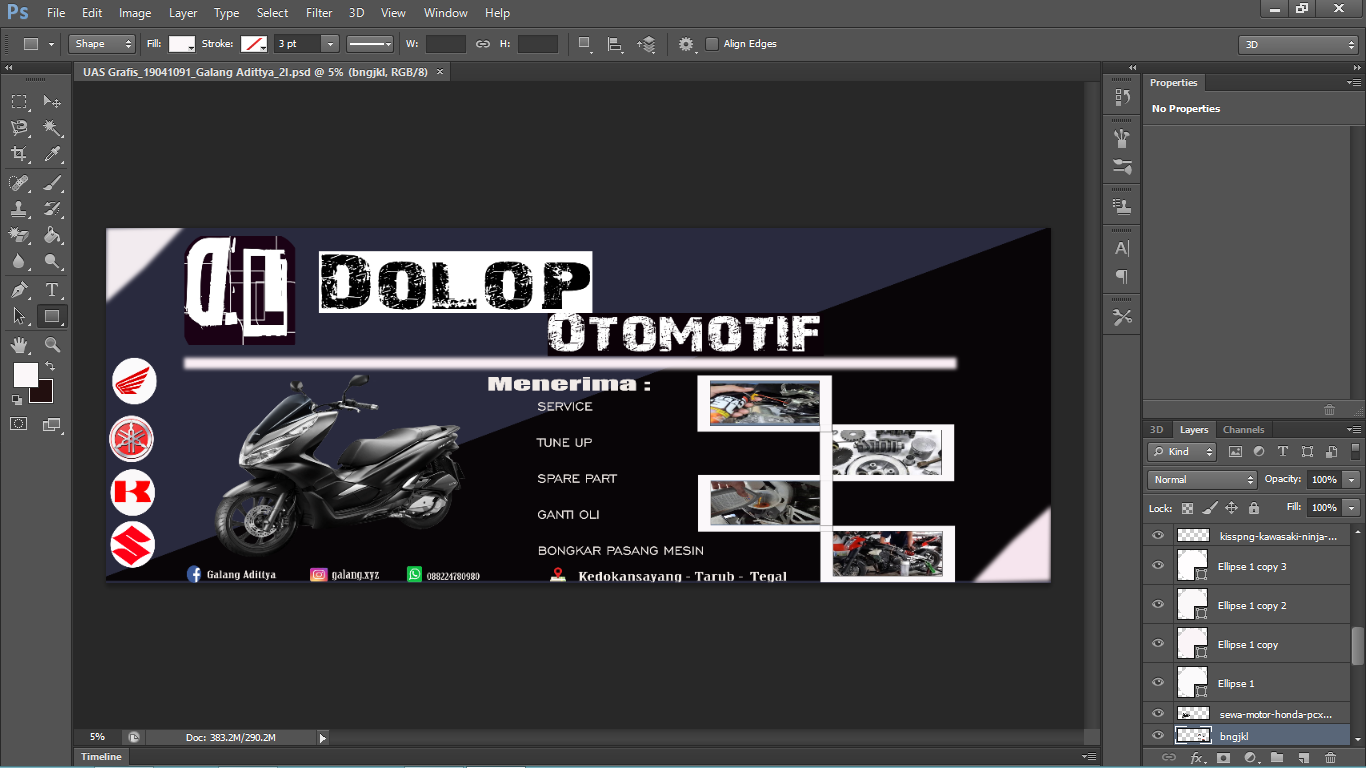 Ps File Edit Image Layer Type Select Filter 3D View Window Help
Shape Fill: Stroke: 3 pt W: H: Align Edges 3D
UAS Grafis_19041091_Galang Adittya_2I.psd @ 5% (bngjkl, RGB/8) ×
Properties
No Properties
D.L DOLOP
OTOMOTIF
Menerima :
SERVICE
TUNE UP
SPARE PART
GANTI OLI
BONGKAR PASANG MESIN
Galang Adittya galang.xyz 088224780980 Kedokansayang - Tarub - Tegal
3D Layers Channels
Kind
Normal Opacity: 100%
Lock: Fill: 100%
kisspng-kawasaki-ninja-...
Ellipse 1 copy 3
Ellipse 1 copy 2
Ellipse 1 copy
Ellipse 1
sewa-motor-honda-pcx...
bngjkl
5% Doc: 383.2M/290.2M
Timeline